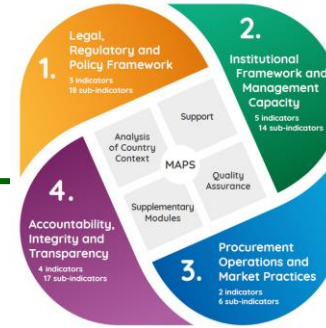 1.
Legal,
Regulatory and
Policy Framework
3 indicators
18 sub-indicators
2.
Institutional
Framework and
Management
Capacity
5 indicators
14 sub-indicators
Support
Analysis
of Country
Context
MAPS
Quality
Assurance
Supplementary
Modules
4.
Accountability,
Integrity and
Transparency
4 indicators
17 sub-indicators
3.
Procurement
Operations and
Market Practices
2 indicators
6 sub-indicators